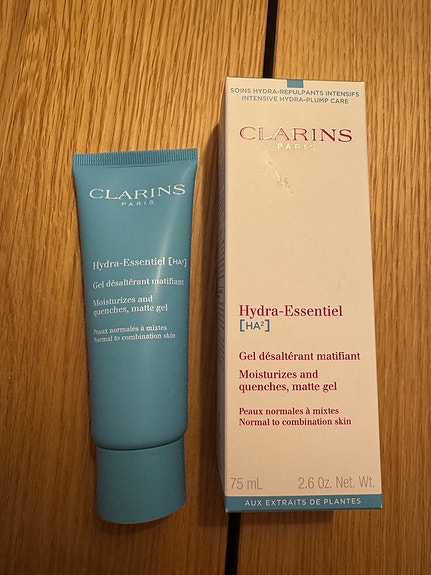 CLARINS
PARIS
Hydra-Essentiel [HA²]
Gel désaltérant matifiant
Moisturizes and
quenches, matte gel
Peaux normales à mixtes
Normal to combination skin
SOINS HYDRA-REPULPANTS INTENSIFS
INTENSIVE HYDRA-PLUMP CARE
CLARINS
PARIS
Hydra-Essentiel
[HA²]
Gel désaltérant matifiant
Moisturizes and
quenches, matte gel
Peaux normales à mixtes
Normal to combination skin
75 mL 2.6 Oz. Net. Wt.
AUX EXTRAITS DE PLANTES